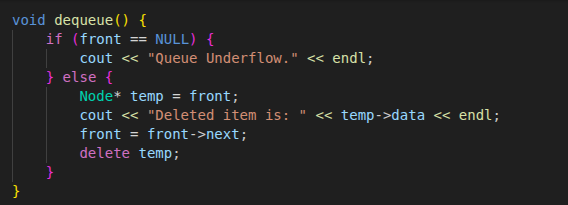 void dequeue() {
    if (front == NULL) {
        cout << "Queue Underflow." << endl;
    } else {
        Node* temp = front;
        cout << "Deleted item is: " << temp->data << endl;
        front = front->next;
        delete temp;
    }
}